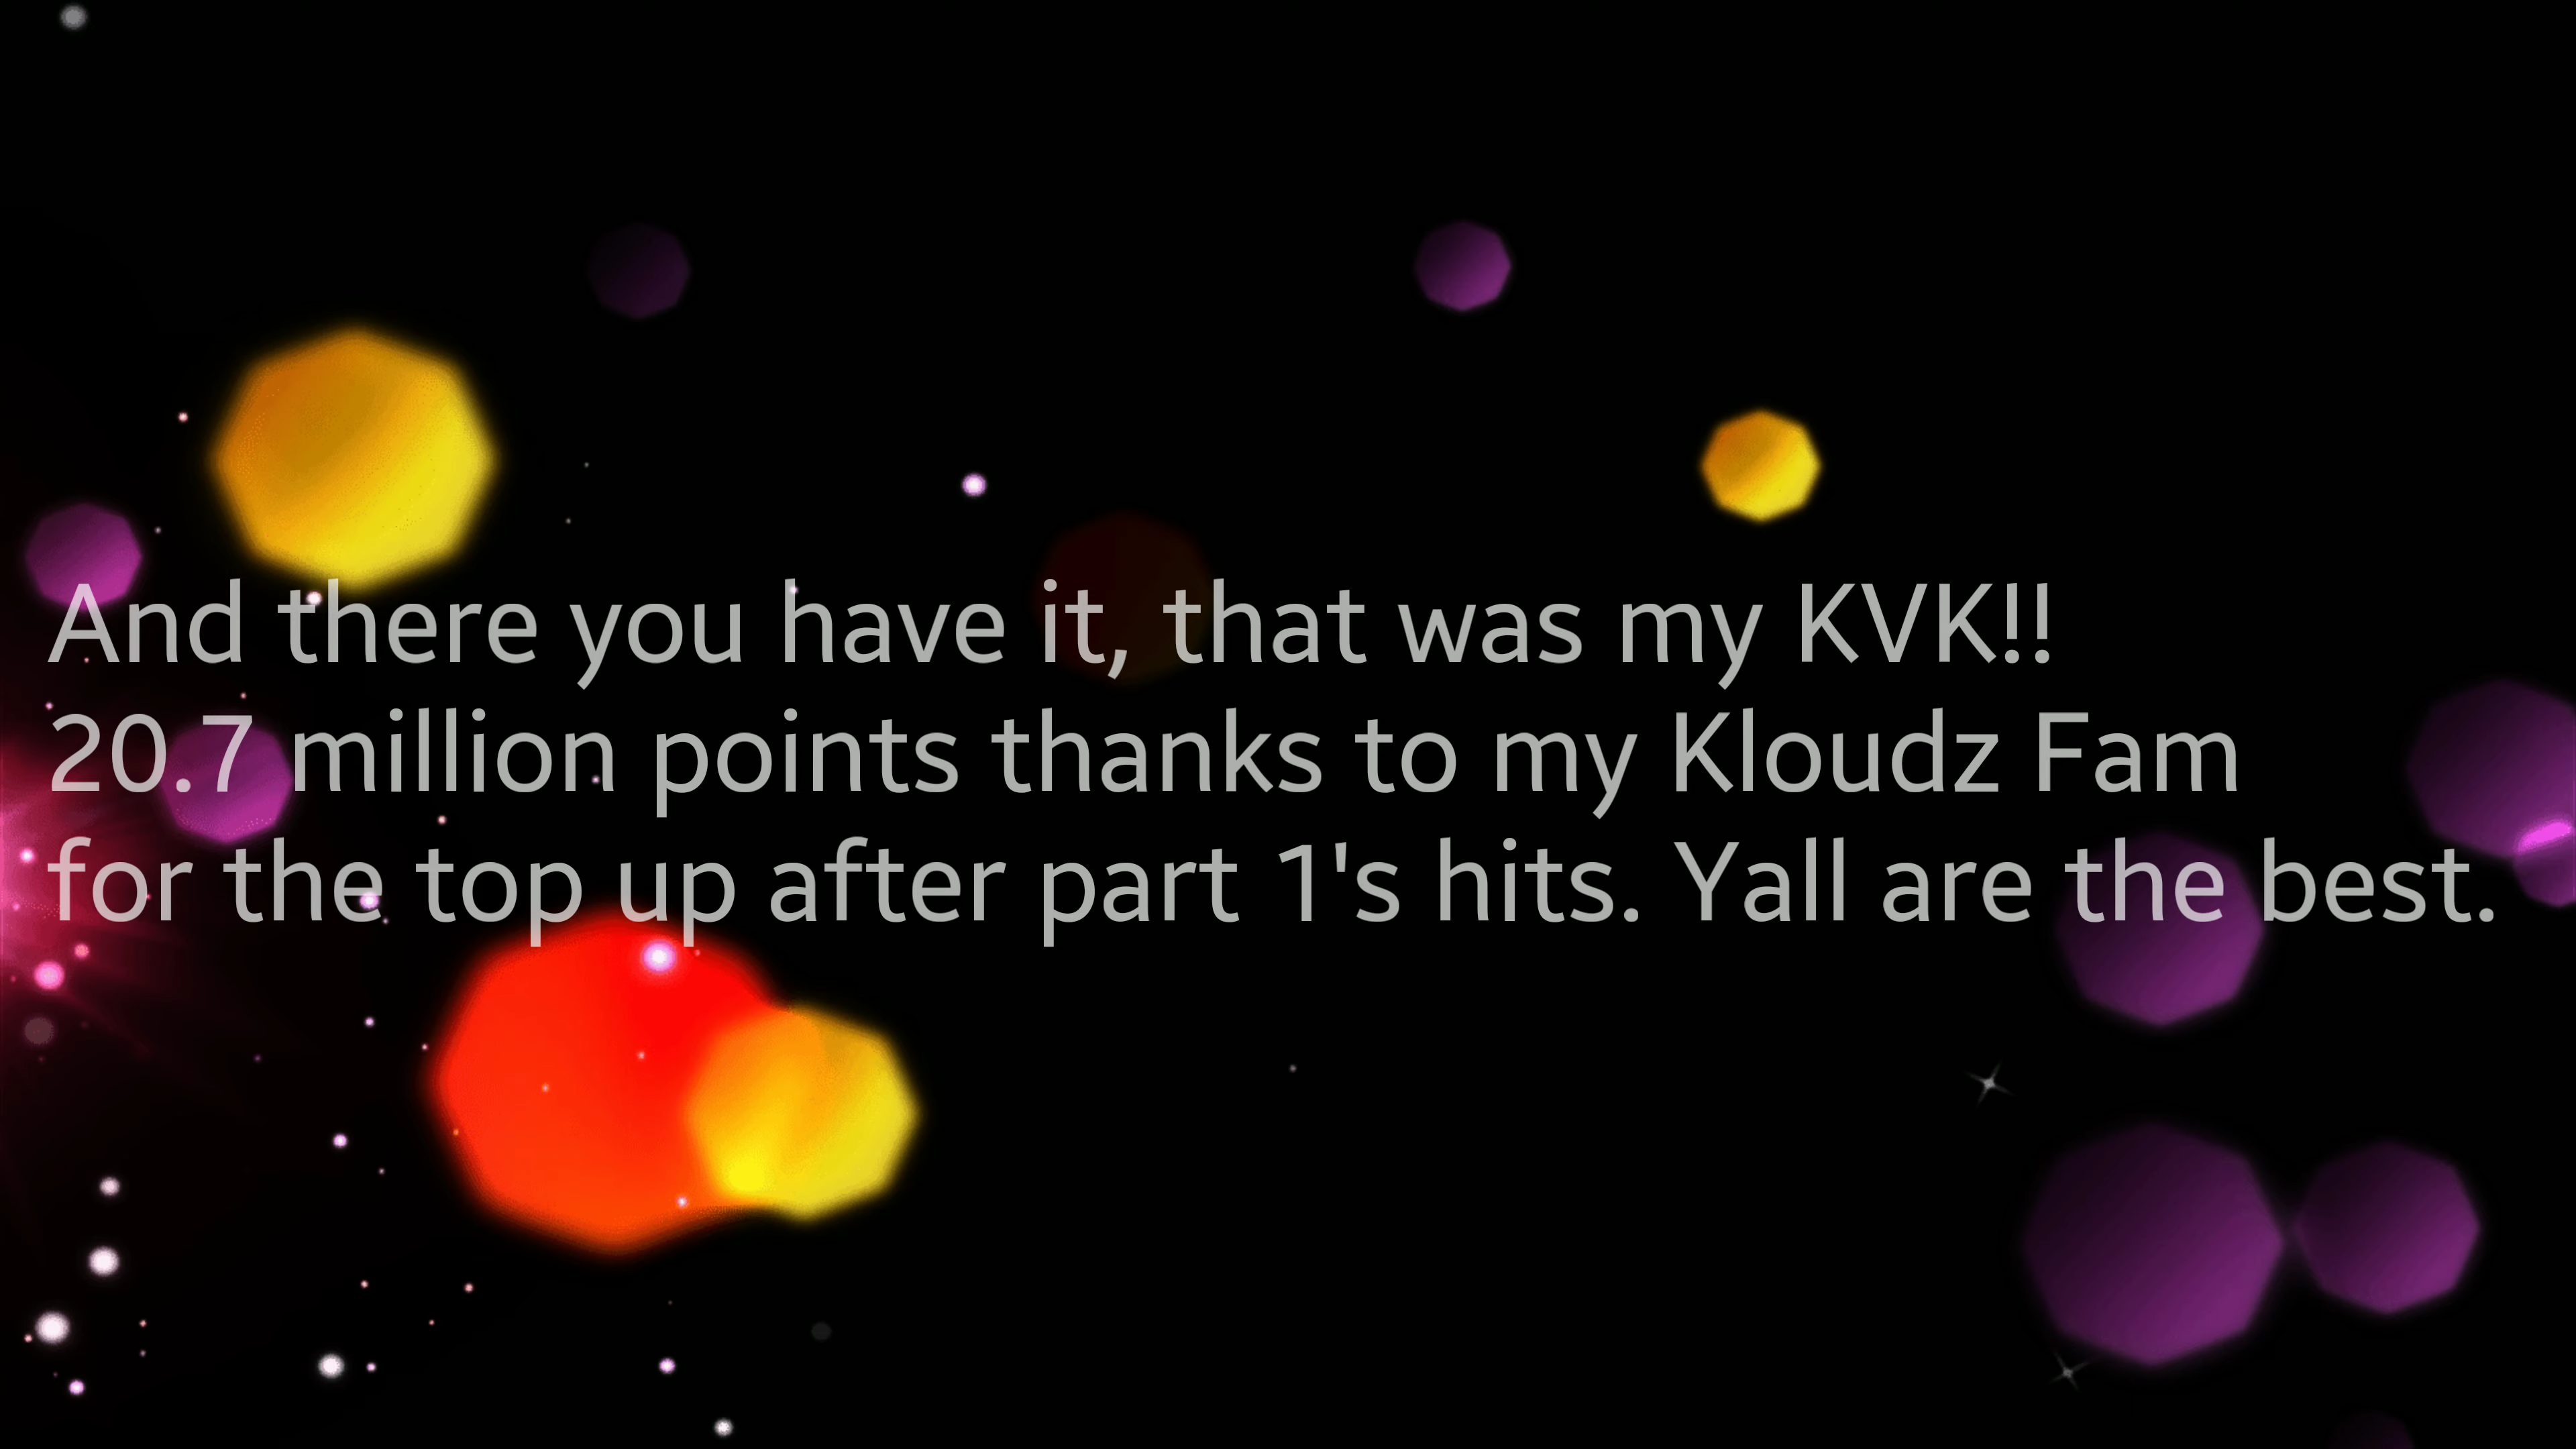 And there you have it, that was my KVK!!
20.7 million points thanks to my Kloudz Fam
for the top up after part 1's hits. Yall are the best.